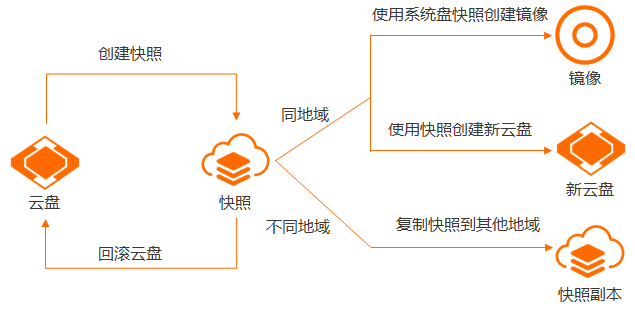 使用系统盘快照创建镜像
创建快照
镜像
同地域
使用快照创建新云盘
云盘
快照
新云盘
不同地域
复制快照到其他地域
回滚云盘
快照副本